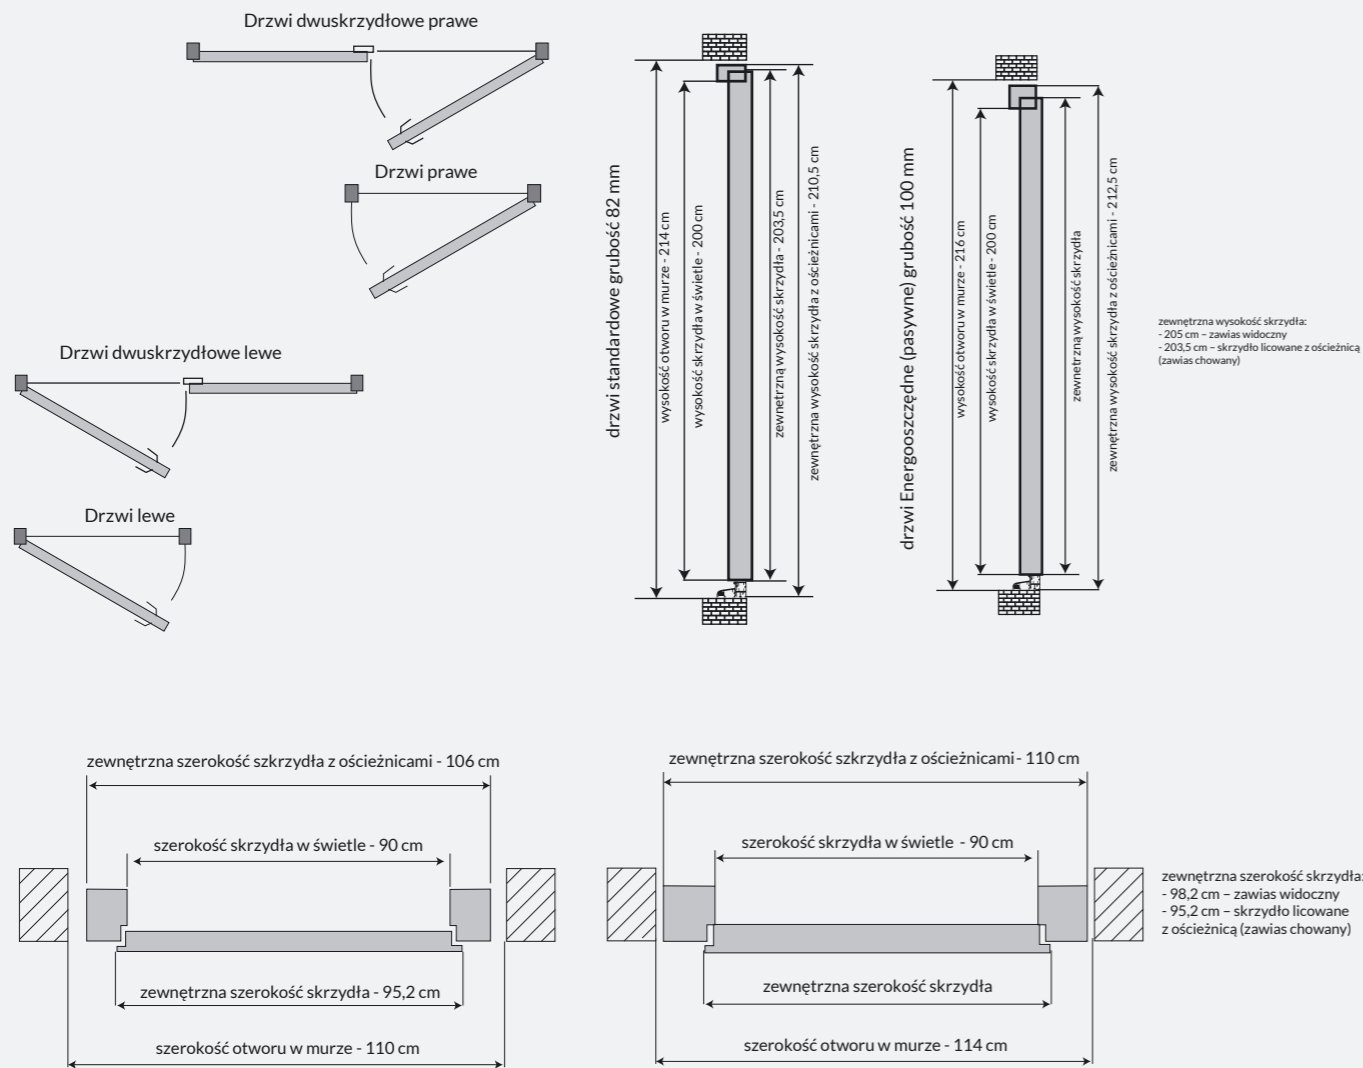 Drzwi dwuskrzydłowe prawe
Drzwi prawe
Drzwi dwuskrzydłowe lewe
Drzwi lewe
drzwi standardowe grubość 82 mm
wysokość otworu w murze - 214 cm
wysokość skrzydła w świetle - 200 cm
zewnetrzną wysokość skrzydła - 203,5 cm
zewnętrzna wysokość skrzydła z ościeżnicami - 210,5 cm
drzwi Energooszczędne (pasywne) grubość 100 mm
wysokość otworu w murze - 216 cm
wysokość skrzydła w świetle - 200 cm
zewnetrzną wysokość skrzydła
zewnętrzna wysokość skrzydła z ościeżnicami - 212,5 cm
zewnętrzna wysokość skrzydła:
- 205 cm – zawias widoczny
- 203,5 cm – skrzydło licowane z ościeżnicą
(zawias chowany)
zewnętrzna szerokość szkrzydła z ościeżnicami - 106 cm
szerokość skrzydła w świetle - 90 cm
zewnętrzna szerokość skrzydła - 95,2 cm
szerokość otworu w murze - 110 cm
zewnętrzna szerokość szkrzydła z ościeżnicami - 110 cm
szerokość skrzydła w świetle - 90 cm
zewnętrzna szerokość skrzydła
szerokość otworu w murze - 114 cm
zewnętrzna szerokość skrzydła:
- 98,2 cm – zawias widoczny
- 95,2 cm – skrzydło licowane
z ościeżnicą (zawias chowany)